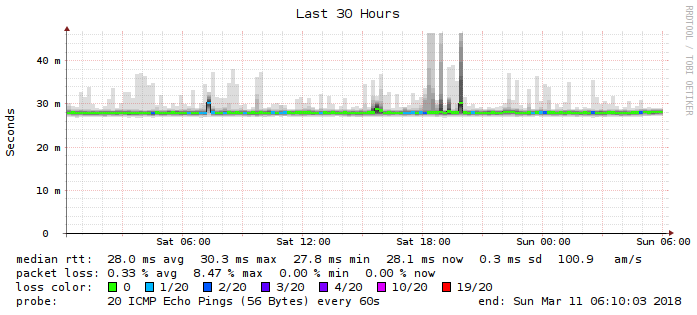 Last 30 Hours
RRDTOOL / TOBI OETIKER
Seconds
40 m
30 m
20 m
10 m
0
Sat 06:00 Sat 12:00 Sat 18:00 Sun 00:00 Sun 06:00
median rtt: 28.0 ms avg 30.3 ms max 27.8 ms min 28.1 ms now 0.3 ms sd 100.9 am/s
packet loss: 0.33 % avg 8.47 % max 0.00 % min 0.00 % now
loss color: 0 1/20 2/20 3/20 4/20 10/20 19/20
probe: 20 ICMP Echo Pings (56 Bytes) every 60s end: Sun Mar 11 06:10:03 2018